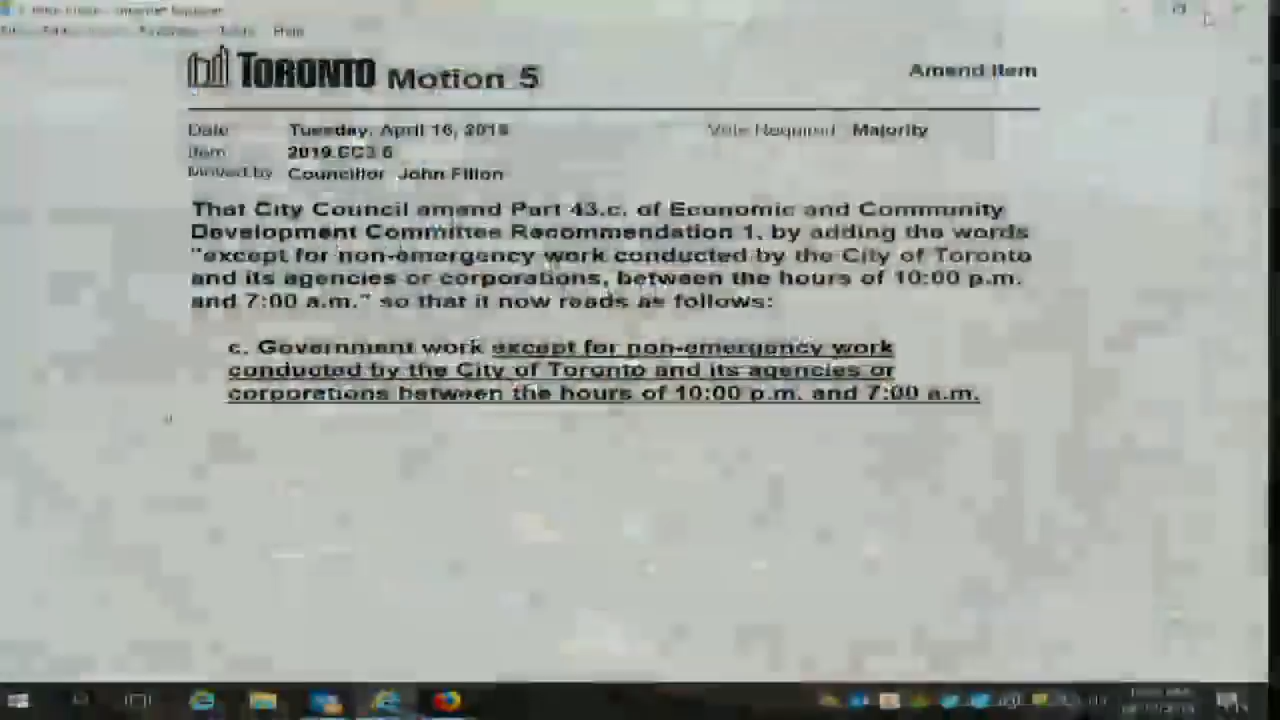 TORONTO Motion 5
Amend Item
Date Tuesday, April 16, 2019
Vote Required Majority
Item 2019.EC3.6
Moved by Councillor John Filion
That City Council amend Part 43.c. of Economic and Community
Development Committee Recommendation 1, by adding the words
"except for non-emergency work conducted by the City of Toronto
and its agencies or corporations, between the hours of 10:00 p.m.
and 7:00 a.m." so that it now reads as follows:
c. Government work except for non-emergency work
conducted by the City of Toronto and its agencies or
corporations between the hours of 10:00 p.m. and 7:00 a.m.